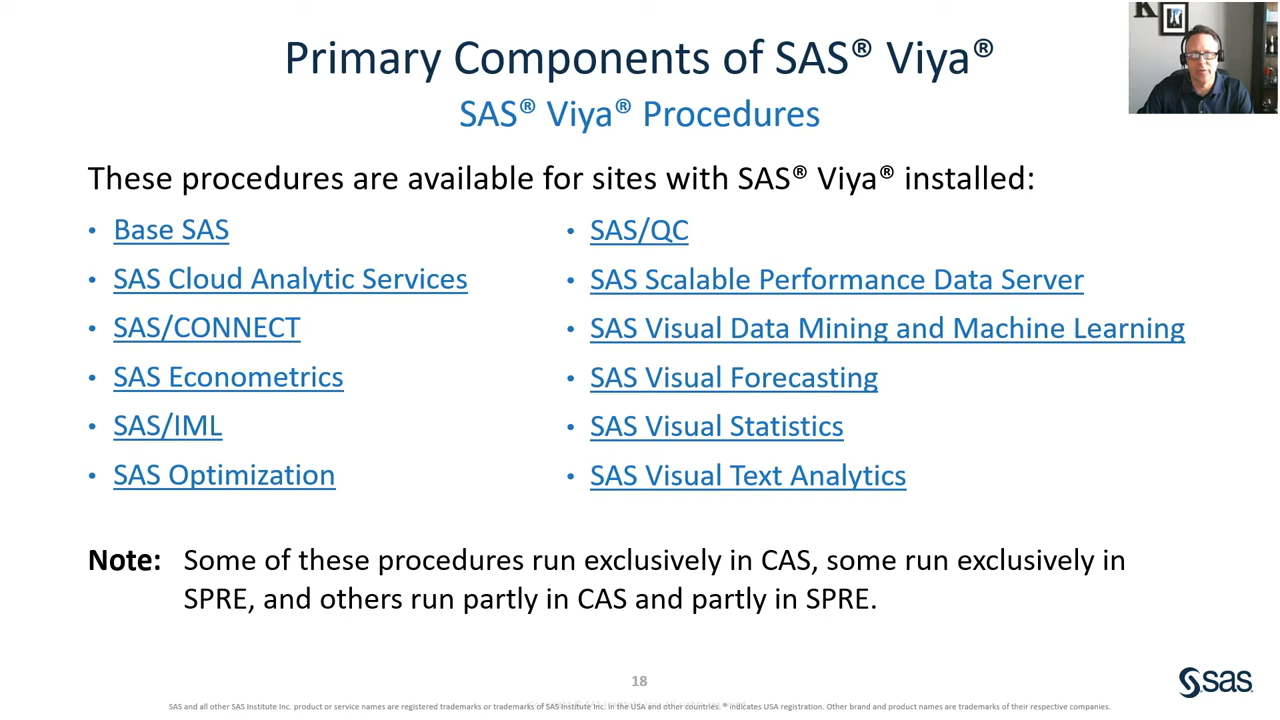 Primary Components of SAS® Viya®
SAS® Viya® Procedures
These procedures are available for sites with SAS® Viya® installed:
• Base SAS
• SAS Cloud Analytic Services
• SAS/CONNECT
• SAS Econometrics
• SAS/IML
• SAS Optimization
• SAS/QC
• SAS Scalable Performance Data Server
• SAS Visual Data Mining and Machine Learning
• SAS Visual Forecasting
• SAS Visual Statistics
• SAS Visual Text Analytics
Note: Some of these procedures run exclusively in CAS, some run exclusively in
SPRE, and others run partly in CAS and partly in SPRE.
18
sas
SAS and all other SAS Institute Inc. product or service names are registered trademarks or trademarks of SAS Institute Inc. in the USA and other countries. ® indicates USA registration. Other brand and product names are trademarks of their respective companies.
K